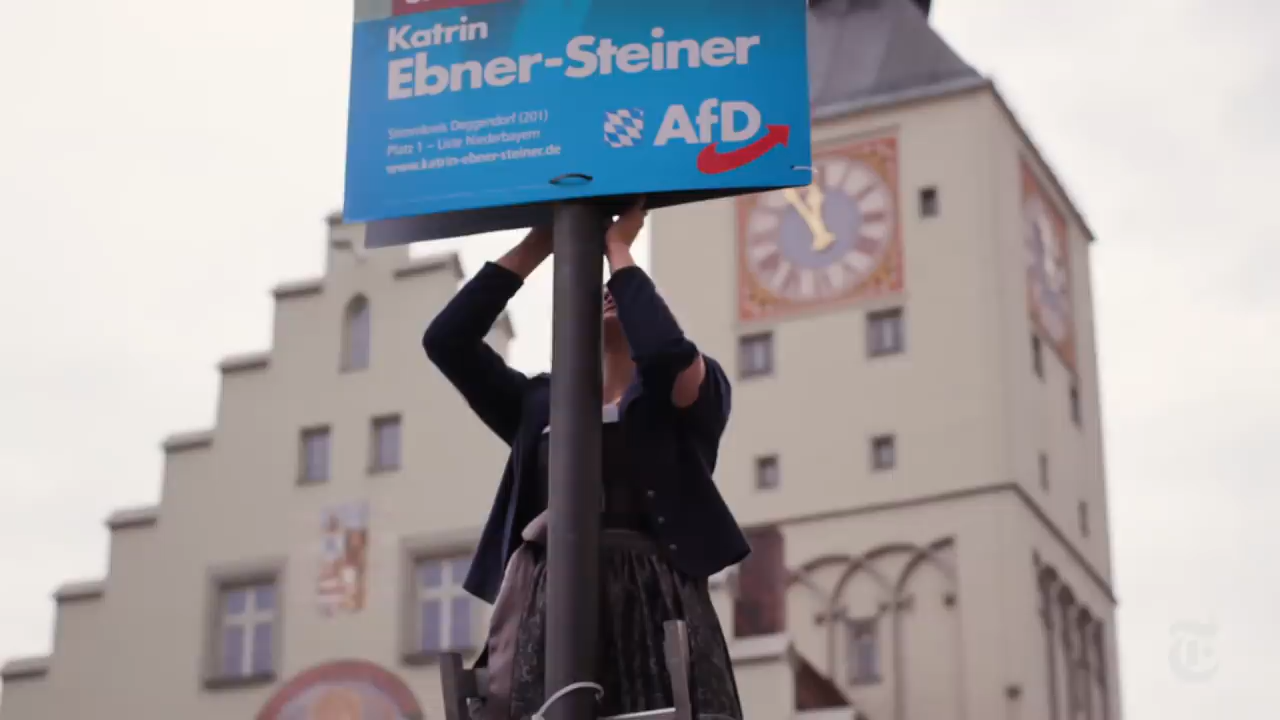 Katrin
Ebner-Steiner
Stimmkreis Deggendorf (201)
Platz 1 – Liste Niederbayern
www.katrin-ebner-steiner.de
AfD
T